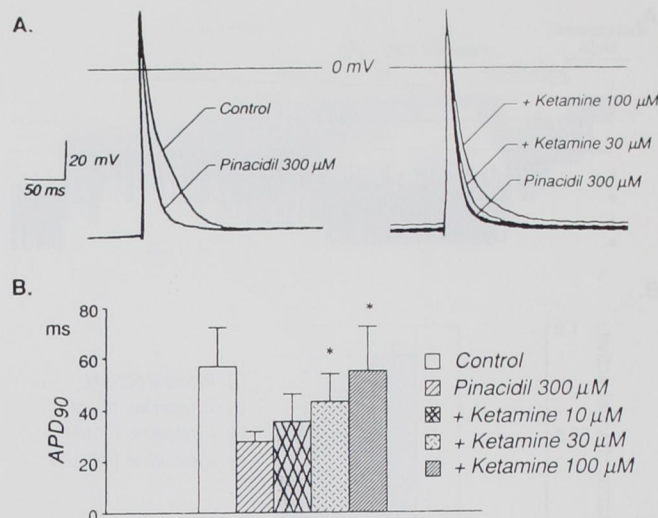 A.
0 mV
Control
Pinacidil 300 μM
20 mV
50 ms
+ Ketamine 100 μM
+ Ketamine 30 μM
Pinacidil 300 μM
B.
80
ms
60
40
20
0
APD90
*
*
Control
Pinacidil 300 μM
+ Ketamine 10 μM
+ Ketamine 30 μM
+ Ketamine 100 μM